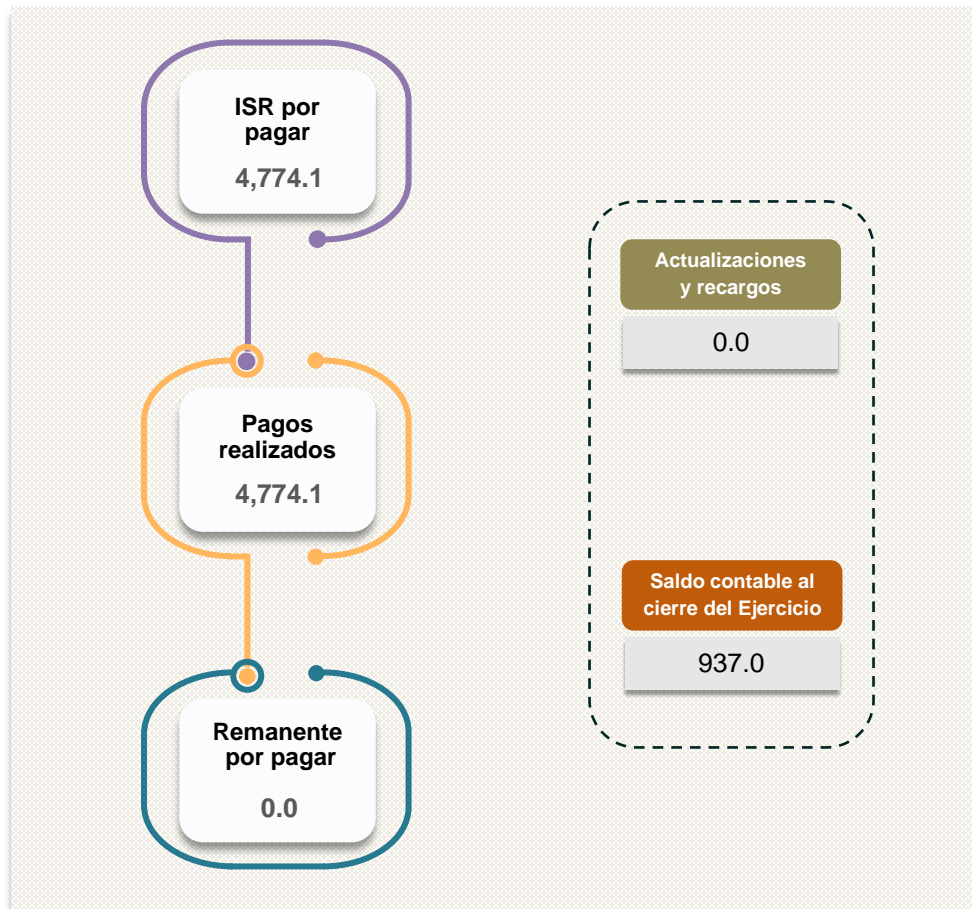 ISR por
pagar
4,774.1
Pagos
realizados
4,774.1
Remanente
por pagar
0.0
Actualizaciones
y recargos
0.0
Saldo contable al
cierre del Ejercicio
937.0